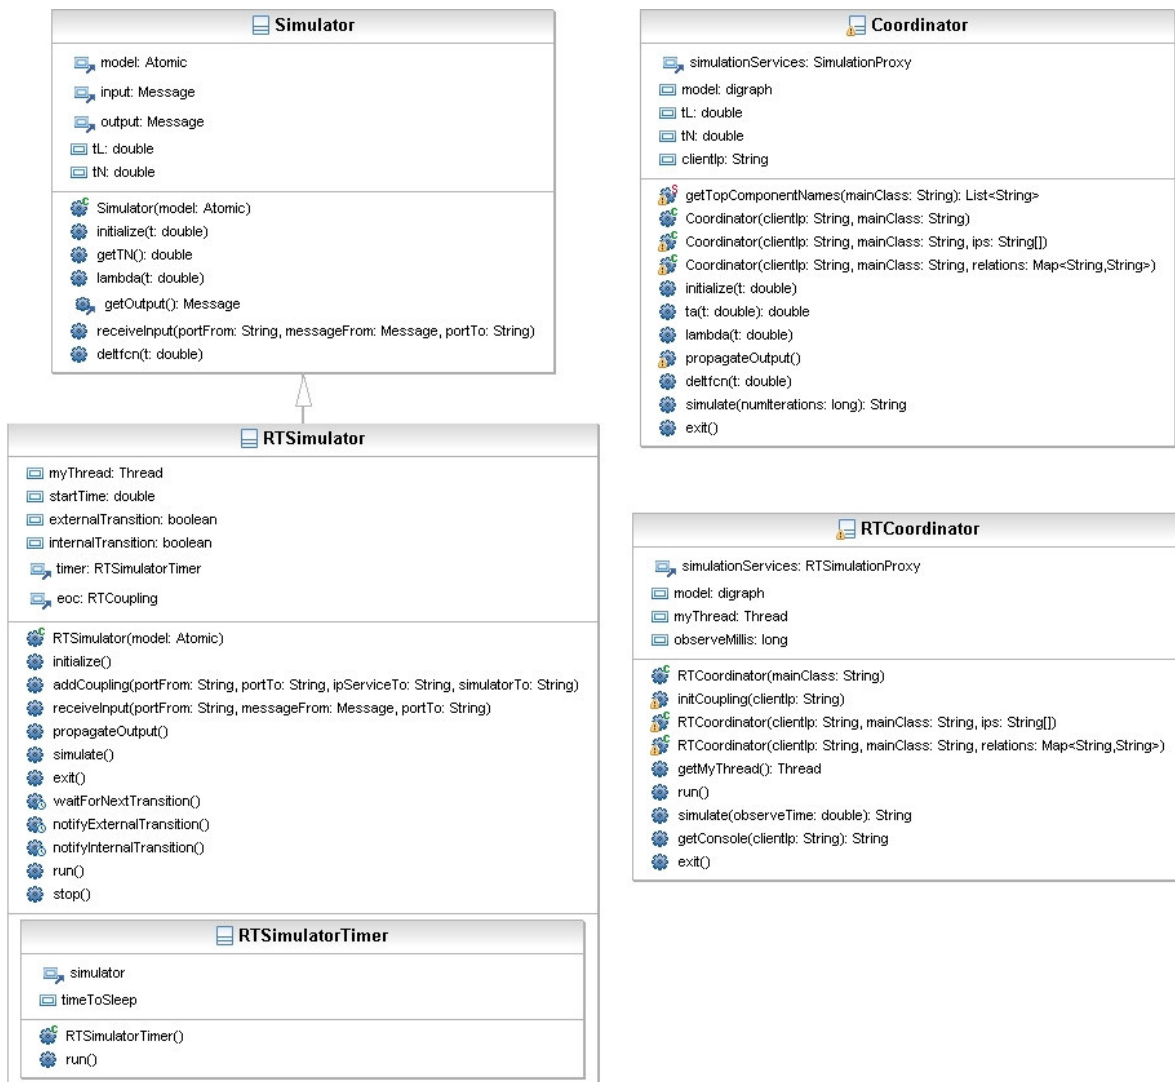 Simulator
model: Atomic
input: Message
output: Message
tL: double
tN: double
Simulator(model: Atomic)
initialize(t: double)
getTN(): double
lambda(t: double)
getOutput(): Message
receiveInput(portFrom: String, messageFrom: Message, portTo: String)
deltfcn(t: double)
RTSimulator
myThread: Thread
startTime: double
externalTransition: boolean
internalTransition: boolean
timer: RTSimulatorTimer
eoc: RTCoupling
RTSimulator(model: Atomic)
initialize()
addCoupling(portFrom: String, portTo: String, ipServiceTo: String, simulatorTo: String)
receiveInput(portFrom: String, messageFrom: Message, portTo: String)
propagateOutput()
simulate()
exit()
waitForNextTransition()
notifyExternalTransition()
notifyInternalTransition()
run()
stop()
RTSimulatorTimer
simulator
timeToSleep
RTSimulatorTimer()
run()
Coordinator
simulationServices: SimulationProxy
model: digraph
tL: double
tN: double
clientIp: String
getTopComponentNames(mainClass: String): List<String>
Coordinator(clientIp: String, mainClass: String)
Coordinator(clientIp: String, mainClass: String, ips: String[])
Coordinator(clientIp: String, mainClass: String, relations: Map<String,String>)
initialize(t: double)
ta(t: double): double
lambda(t: double)
propagateOutput()
deltfcn(t: double)
simulate(numIterations: long): String
exit()
RTCoordinator
simulationServices: RTSimulationProxy
model: digraph
myThread: Thread
observeMillis: long
RTCoordinator(mainClass: String)
initCoupling(clientIp: String)
RTCoordinator(clientIp: String, mainClass: String, ips: String[])
RTCoordinator(clientIp: String, mainClass: String, relations: Map<String,String>)
getMyThread(): Thread
run()
simulate(observeTime: double): String
getConsole(clientIp: String): String
exit()